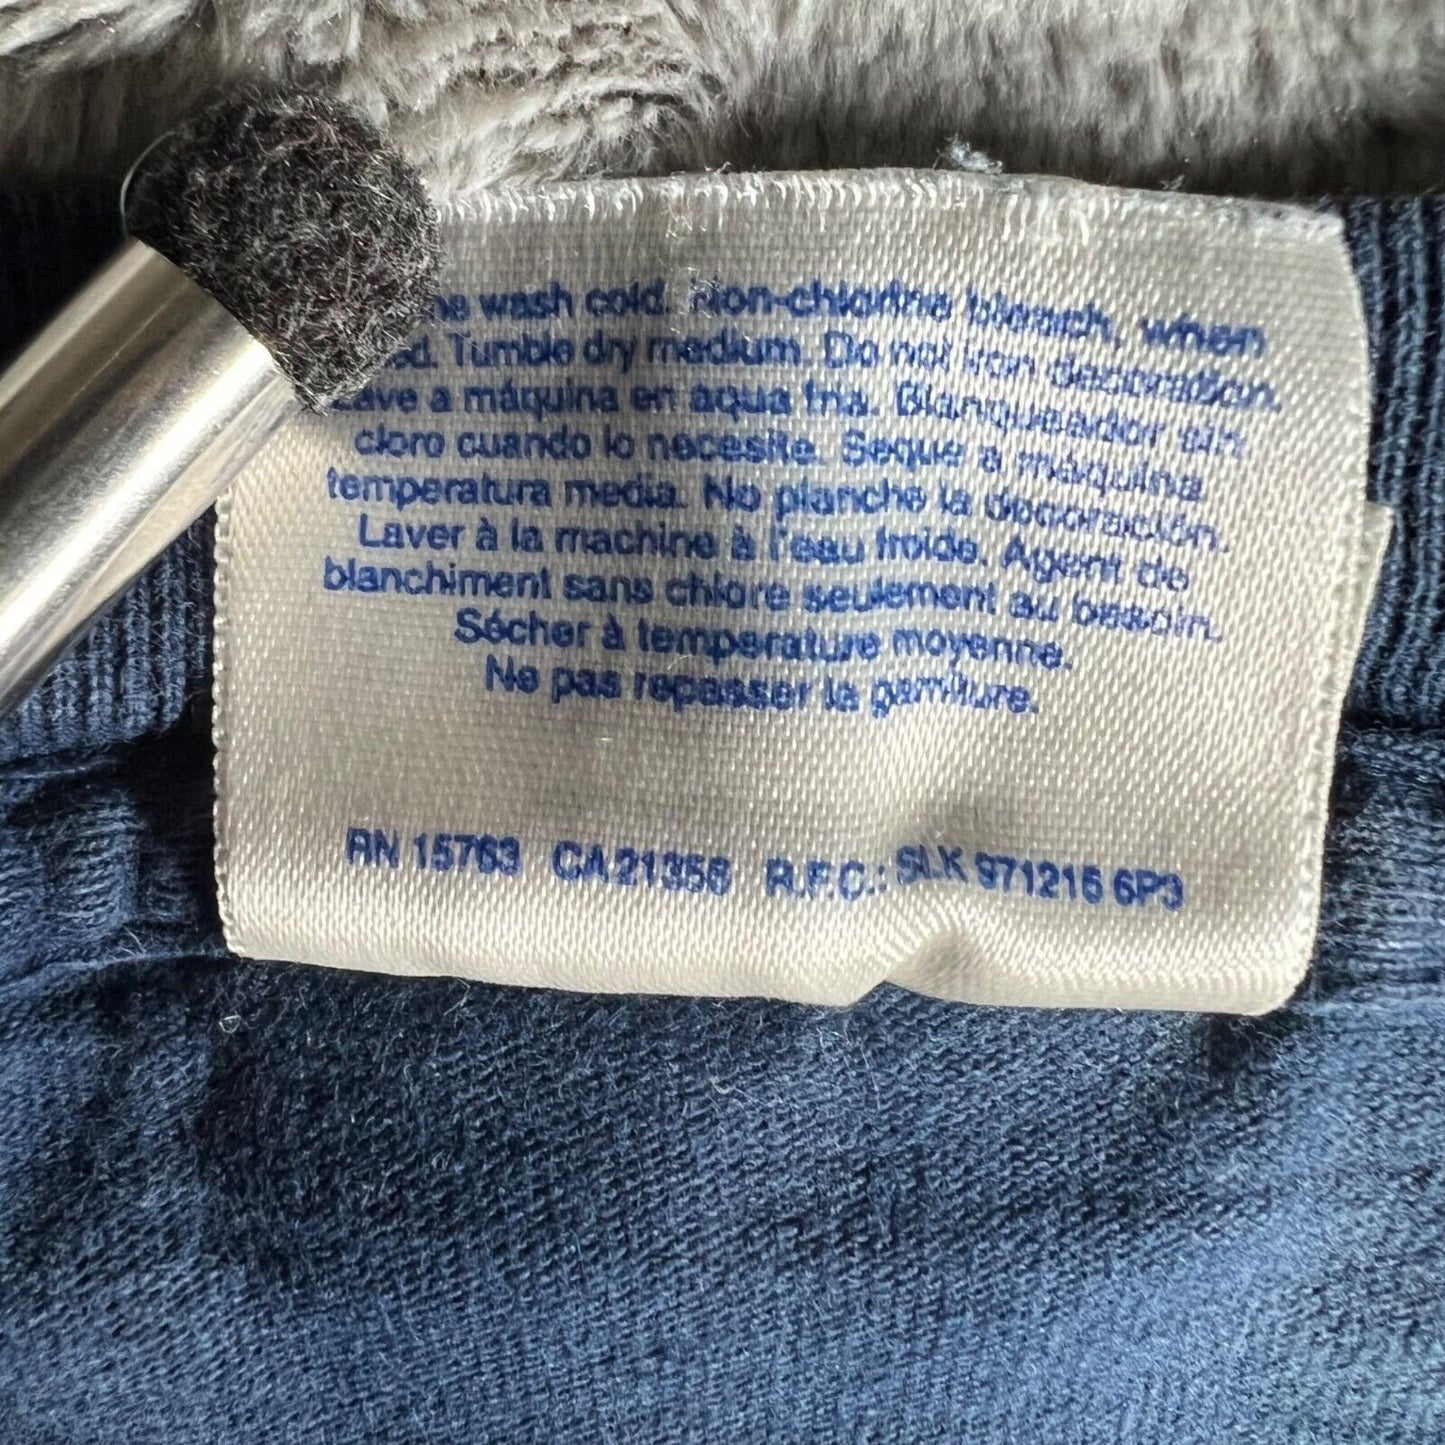 wash cold. Non-chlorine bleach, when
Tumble dry medium. Do not iron decoration.
Lave a máquina en agua fría. Blanqueador sin
cloro cuando lo necesite. Seque a maquina
temperatura media. No planche la decoración.
Laver à la machine à l'eau froide. Agent de
blanchiment sans chlore seulement au besoin.
Sécher à température moyenne.
Ne pas repasser la garniture.
RN 15763 CA 21356 R.F.C.: SLK 971216 6P3